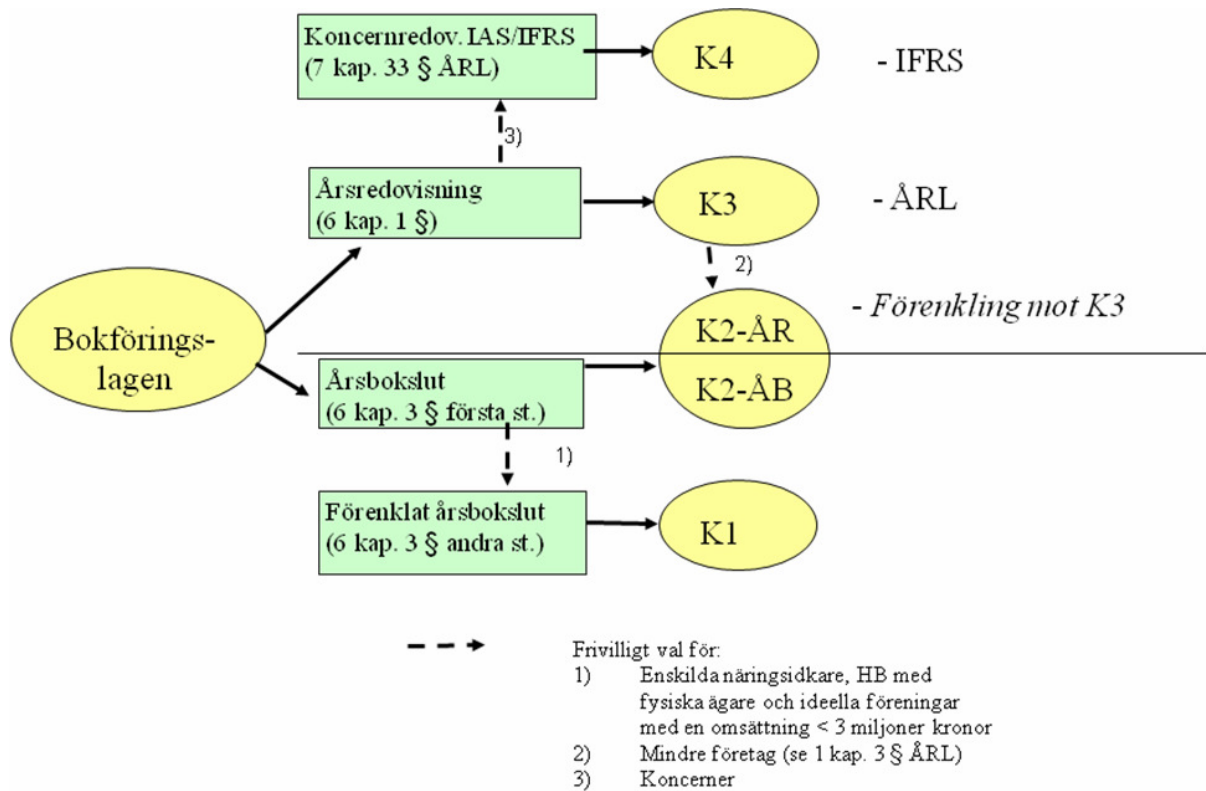 Koncernredov. IAS/IFRS
(7 kap. 33 § ÅRL)
K4
- IFRS
3)
Årsredovisning
(6 kap. 1 §)
K3
- ÅRL
2)
- Förenkling mot K3
Bokförings-
lagen
K2-ÅR
K2-ÅB
Årsbokslut
(6 kap. 3 § första st.)
1)
Förenklat årsbokslut
(6 kap. 3 § andra st.)
K1
Frivilligt val för:
1) Enskilda näringsidkare, HB med
fysiska ägare och ideella föreningar
med en omsättning < 3 miljoner kronor
2) Mindre företag (se 1 kap. 3 § ÅRL)
3) Koncerner